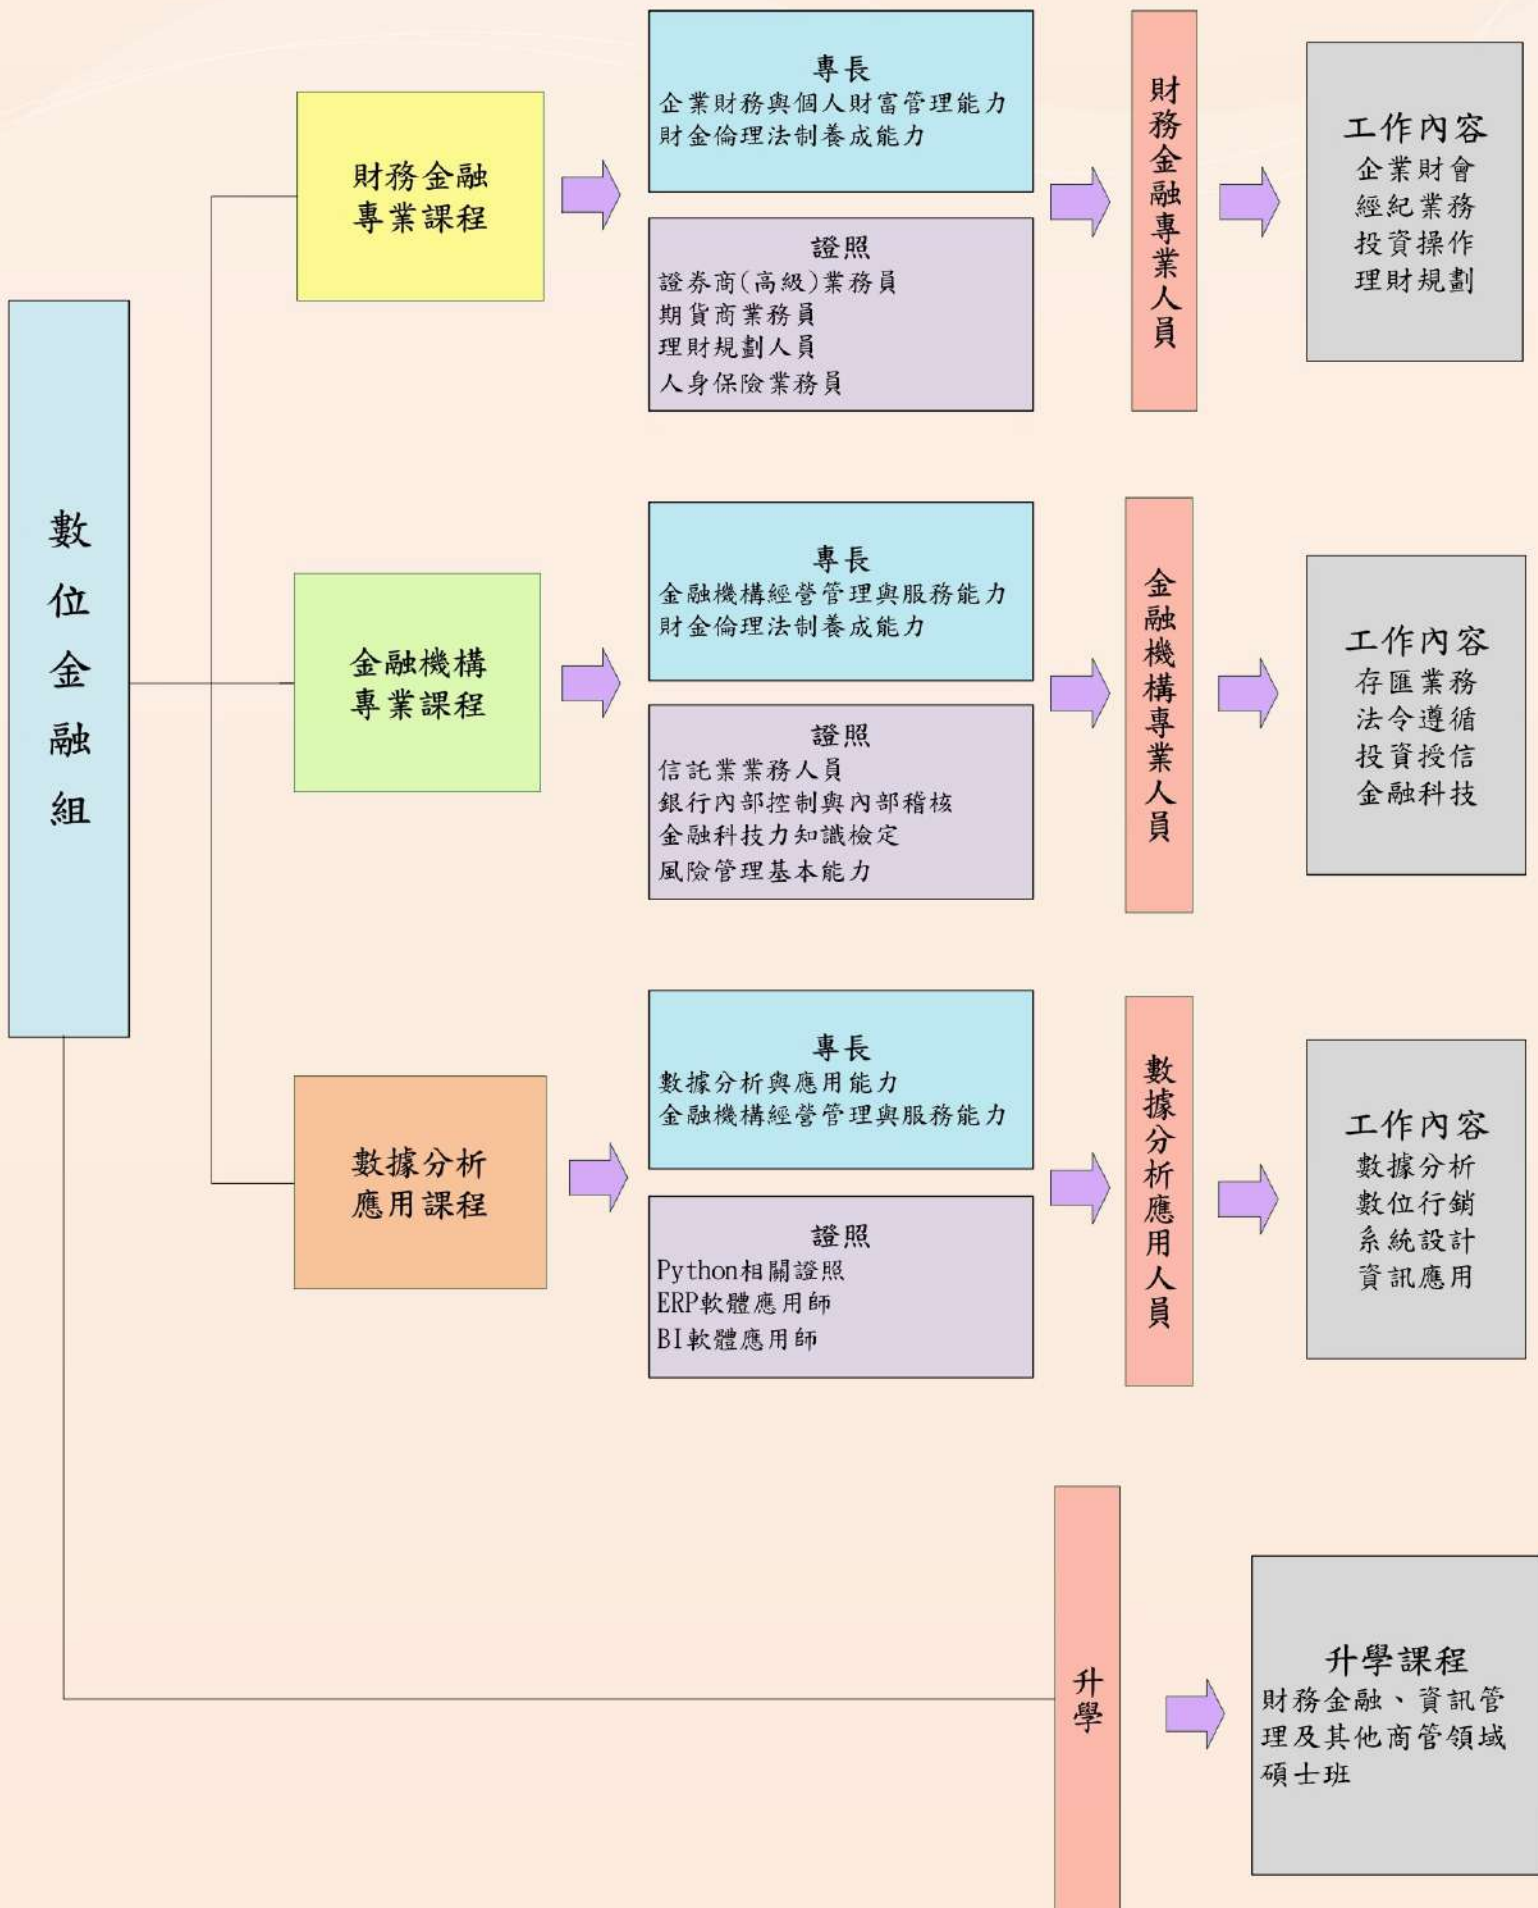 數位金融組
財務金融
專業課程
專長
企業財務與個人財富管理能力
財金倫理法制養成能力
證照
證券商(高級)業務員
期貨商業務員
理財規劃人員
人身保險業務員
財務金融專業人員
工作內容
企業財會
經紀業務
投資操作
理財規劃
金融機構
專業課程
專長
金融機構經營管理與服務能力
財金倫理法制養成能力
證照
信託業業務人員
銀行內部控制與內部稽核
金融科技力知識檢定
風險管理基本能力
金融機構專業人員
工作內容
存匯業務
法令遵循
投資授信
金融科技
數據分析
應用課程
專長
數據分析與應用能力
金融機構經營管理與服務能力
證照
Python相關證照
ERP軟體應用師
BI軟體應用師
數據分析應用人員
工作內容
數據分析
數位行銷
系統設計
資訊應用
升學
升學課程
財務金融、資訊管
理及其他商管領域
碩士班